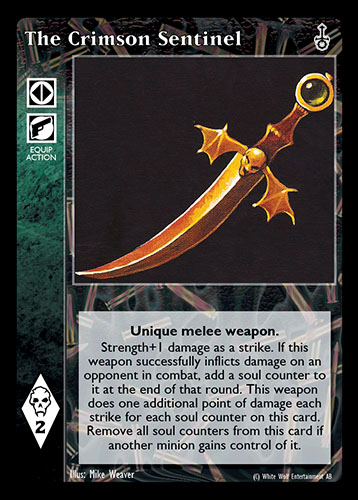 The Crimson Sentinel
EQUIP
ACTION
Unique melee weapon.
Strength+1 damage as a strike. If this
weapon successfully inflicts damage on an
opponent in combat, add a soul counter to
it at the end of that round. This weapon
does one additional point of damage each
strike for each soul counter on this card.
Remove all soul counters from this card if
another minion gains control of it.
2
Illus: Mike Weaver
(C) White Wolf Entertainment AB